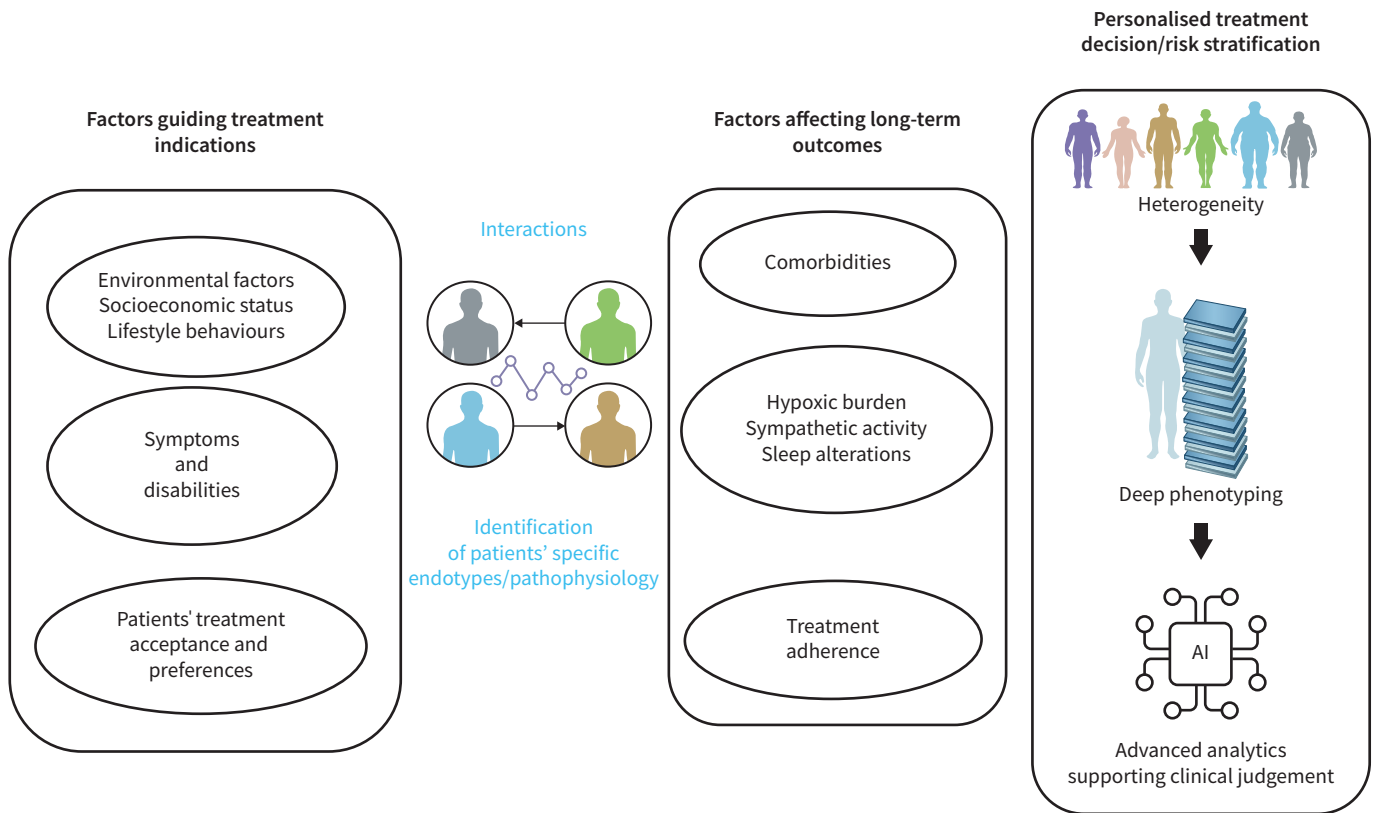 Factors guiding treatment
indications
Environmental factors
Socioeconomic status
Lifestyle behaviours
Symptoms
and
disabilities
Patients' treatment
acceptance and
preferences
Interactions
Identification
of patients’ specific
endotypes/pathophysiology
Factors affecting long-term
outcomes
Comorbidities
Hypoxic burden
Sympathetic activity
Sleep alterations
Treatment
adherence
Personalised treatment
decision/risk stratification
Heterogeneity
Deep phenotyping
AI
Advanced analytics
supporting clinical judgement